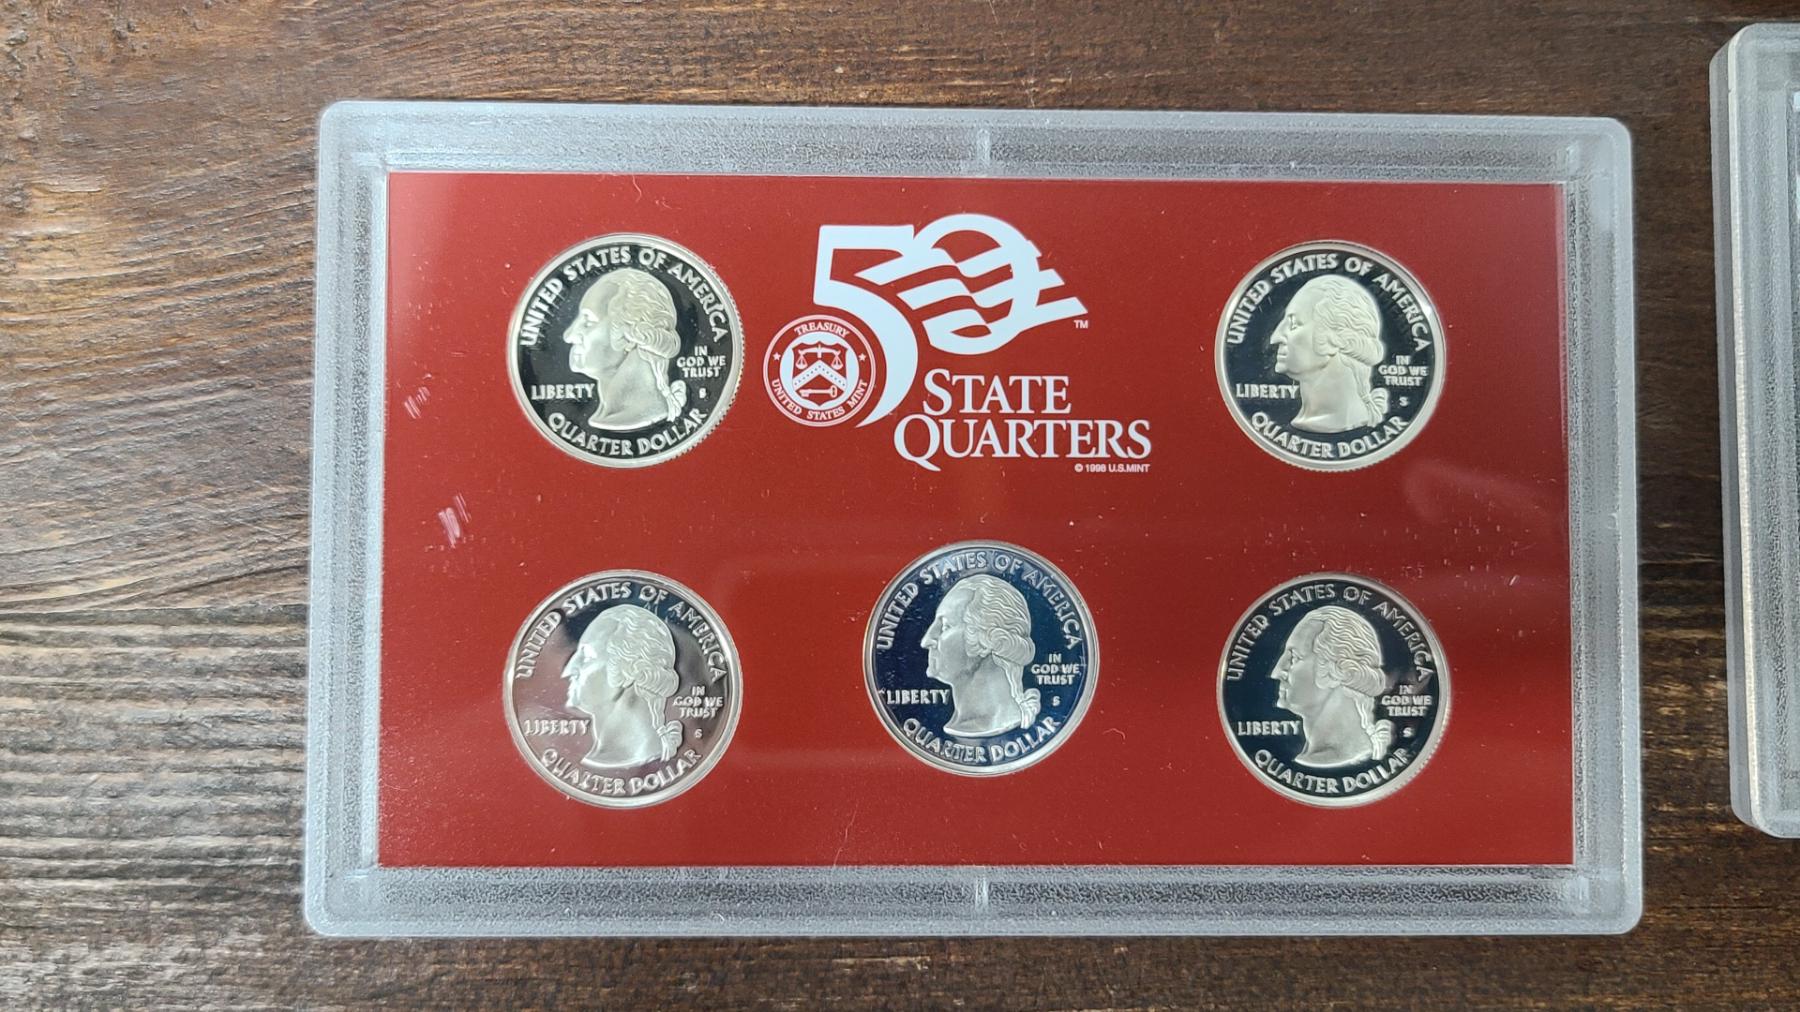 UNITED STATES OF AMERICA
IN
GOD WE
TRUST
LIBERTY
S
QUARTER DOLLAR
50
TM
TREASURY
UNITED STATES MINT
STATE
QUARTERS
© 1998 U.S. MINT
UNITED STATES OF AMERICA
IN
GOD WE
TRUST
LIBERTY
S
QUARTER DOLLAR
UNITED STATES OF AMERICA
IN
GOD WE
TRUST
LIBERTY
S
QUARTER DOLLAR
UNITED STATES OF AMERICA
IN
GOD WE
TRUST
LIBERTY
S
QUARTER DOLLAR
UNITED STATES OF AMERICA
IN
GOD WE
TRUST
LIBERTY
S
QUARTER DOLLAR